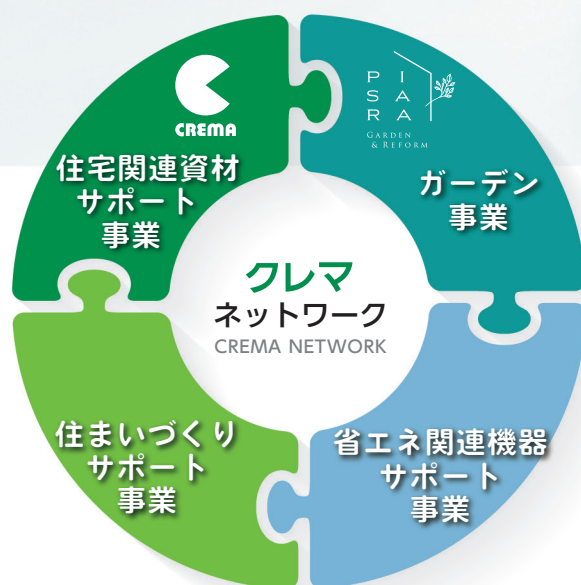 CREMA
住宅関連資材
サポート
事業
P I
S A
R A
GARDEN
& REFORM
ガーデン
事業
クレマ
ネットワーク
CREMA NETWORK
住まいづくり
サポート
事業
省エネ関連機器
サポート
事業